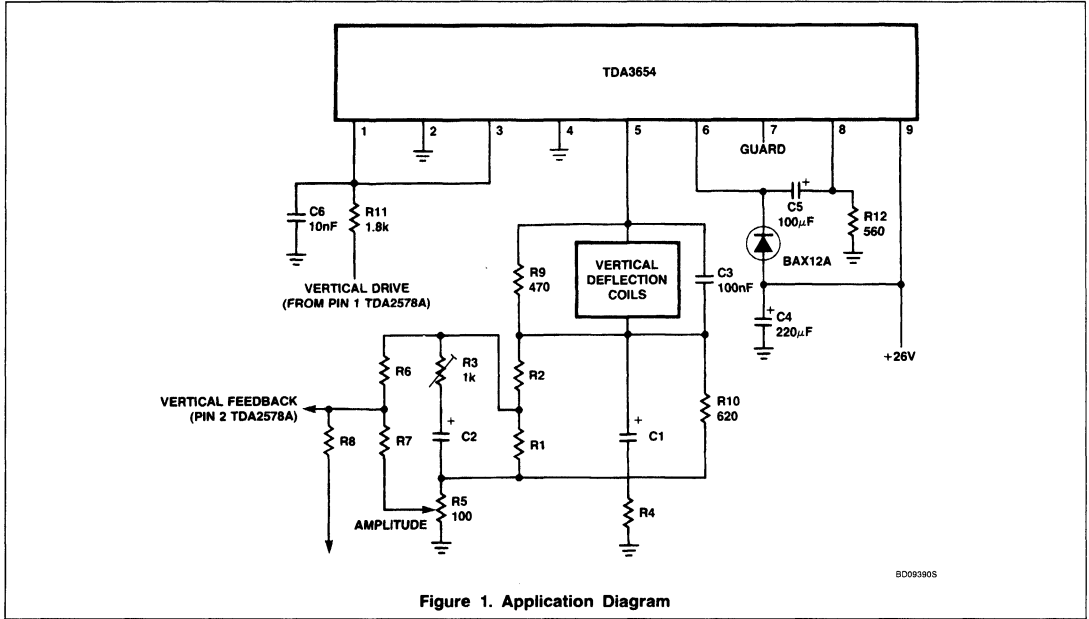 TDA3654
1 2 3 4 5 6 7 8 9
GUARD
C6
10nF
R11
1.8k
VERTICAL DRIVE
(FROM PIN 1 TDA2578A)
+
C5
100μF
R12
560
BAX12A
R9
470
VERTICAL
DEFLECTION
COILS
C3
100nF
+
C4
220μF
+26V
R6
R3
1k
R2
R10
620
VERTICAL FEEDBACK
(PIN 2 TDA2578A)
R8
R7
+
C2
R1
+
C1
R5
100
AMPLITUDE
R4
BD09390S
Figure 1. Application Diagram